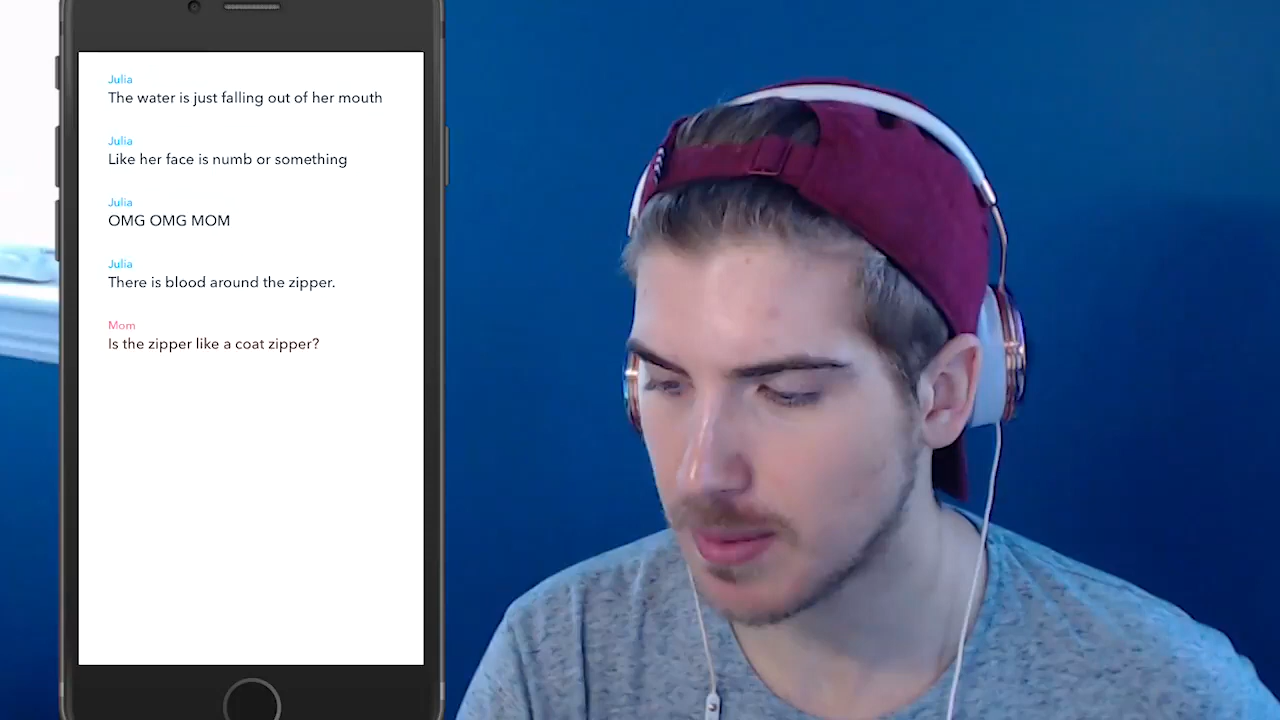 Julia
The water is just falling out of her mouth
Julia
Like her face is numb or something
Julia
OMG OMG MOM
Julia
There is blood around the zipper.
Mom
Is the zipper like a coat zipper?